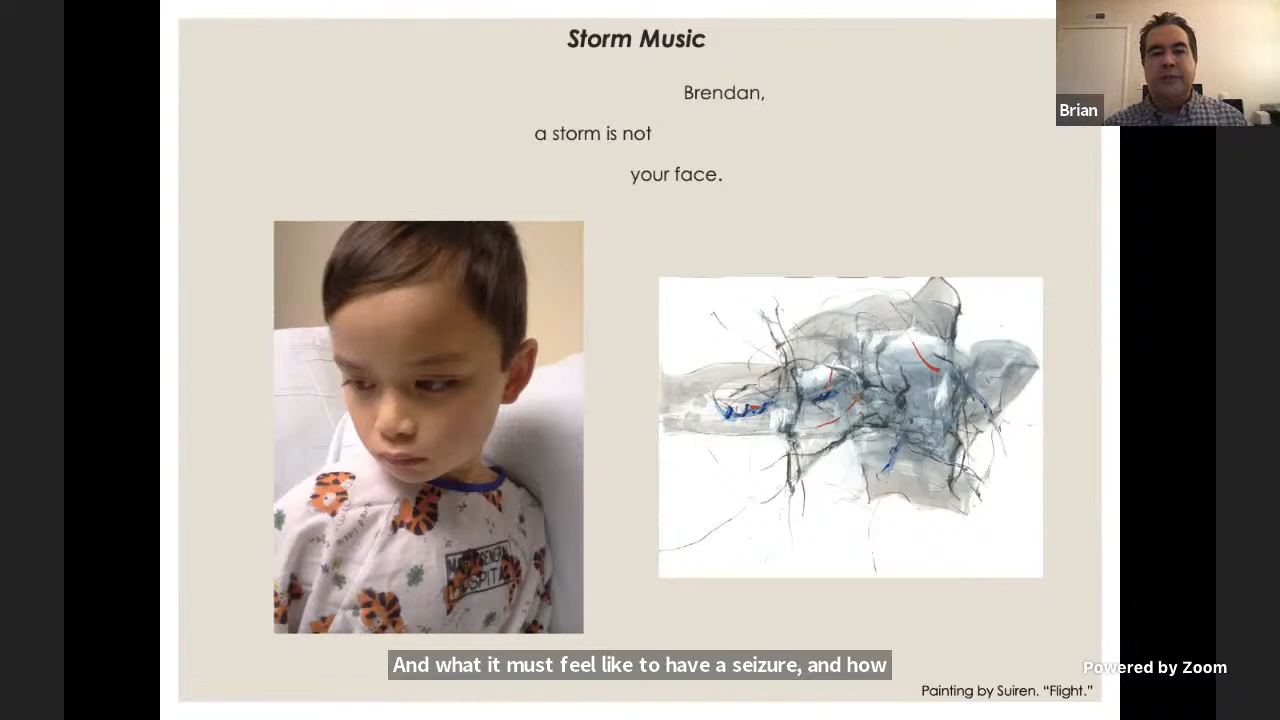 Storm Music
Brendan,
a storm is not
your face.
Brian
HOSPITAL
And what it must feel like to have a seizure, and how
Powered by Zoom
Painting by Suiren. “Flight.”